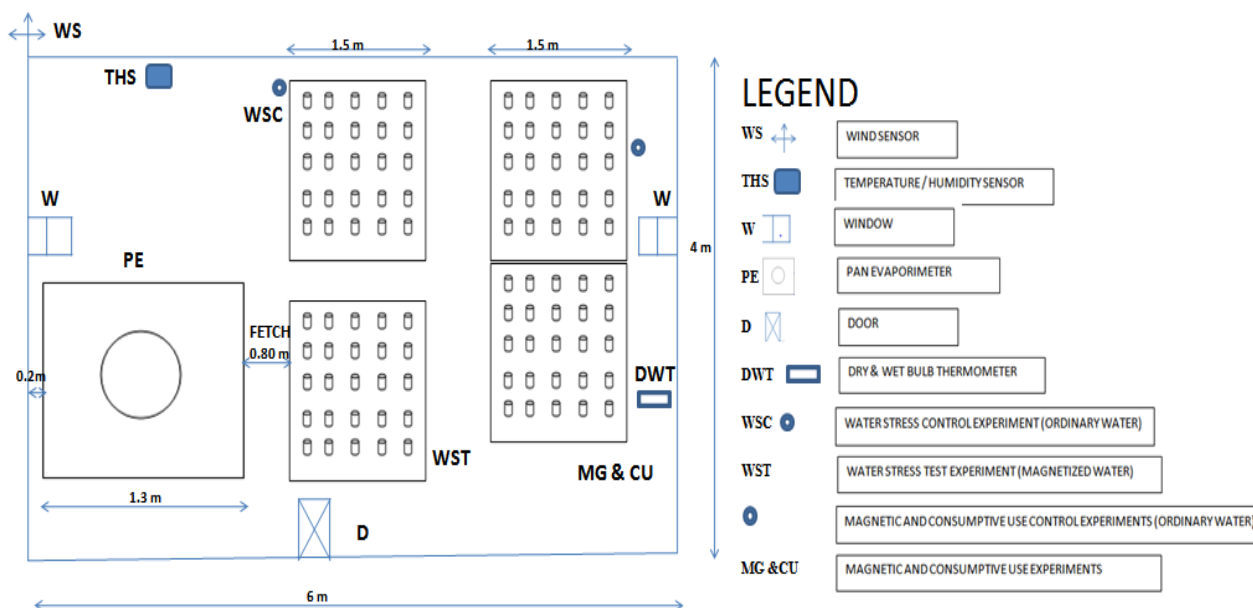 WS
1.5 m
1.5 m
THS
WSC
W
W
PE
4 m
FETCH
0.80 m
0.2m
DWT
WST
MG & CU
1.3 m
D
6 m
LEGEND
WS
WIND SENSOR
THS
TEMPERATURE / HUMIDITY SENSOR
W
WINDOW
PE
PAN EVAPORIMETER
D
DOOR
DWT
DRY & WET BULB THERMOMETER
WSC
WATER STRESS CONTROL EXPERIMENT (ORDINARY WATER)
WST
WATER STRESS TEST EXPERIMENT (MAGNETIZED WATER)
MAGNETIC AND CONSUMPTIVE USE CONTROL EXPERIMENTS (ORDINARY WATER)
MG &CU
MAGNETIC AND CONSUMPTIVE USE EXPERIMENTS